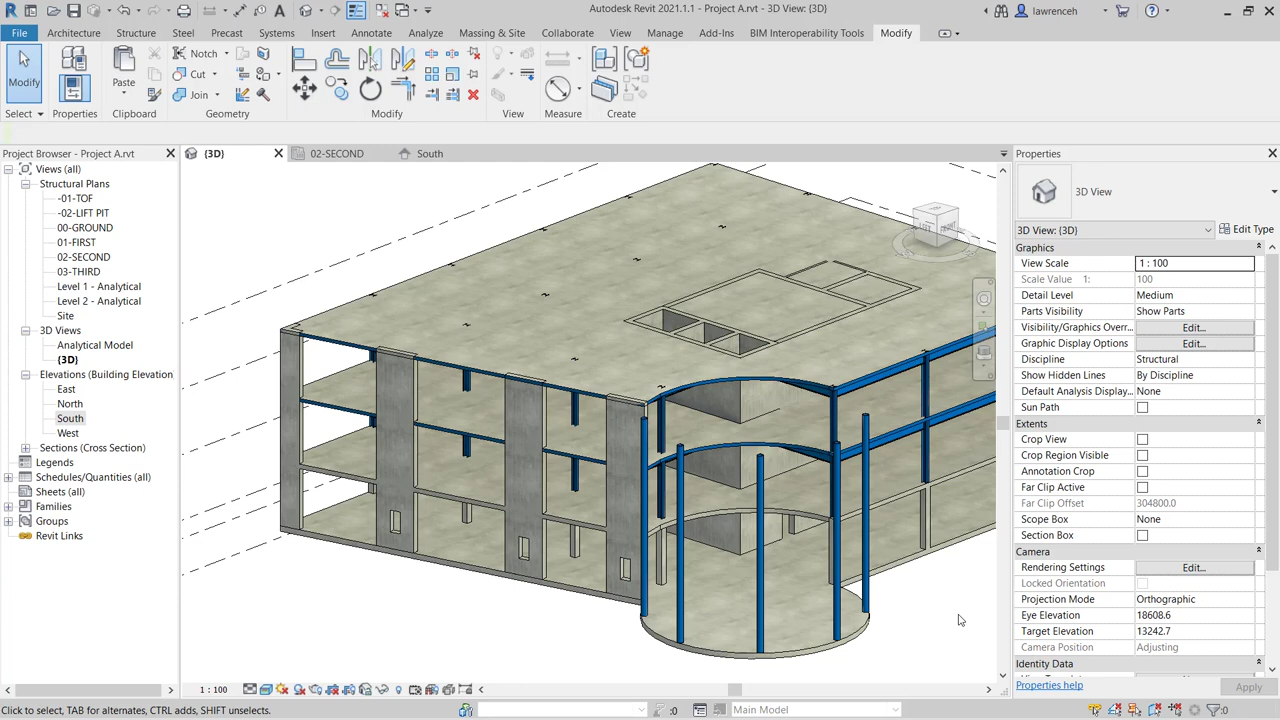 Autodesk Revit 2021.1.1 - Project A.rvt - 3D View: {3D}
lawrenceh
File Architecture Structure Steel Precast Systems Insert Annotate Analyze Massing & Site Collaborate View Manage Add-Ins BIM Interoperability Tools Modify
Modify
Paste
Notch
Cut
Join
Select Properties Clipboard Geometry Modify View Measure Create
Project Browser - Project A.rvt
{3D}
02-SECOND
South
Properties
Views (all)
Structural Plans
-01-TOF
-02-LIFT PIT
00-GROUND
01-FIRST
02-SECOND
03-THIRD
Level 1 - Analytical
Level 2 - Analytical
Site
3D Views
Analytical Model
{3D}
Elevations (Building Elevation)
East
North
South
West
Sections (Cross Section)
Legends
Schedules/Quantities (all)
Sheets (all)
Families
Groups
Revit Links
3D View
3D View: {3D}
Edit Type
Graphics
View Scale 1 : 100
Scale Value 1: 100
Detail Level Medium
Parts Visibility Show Parts
Visibility/Graphics Overr... Edit...
Graphic Display Options Edit...
Discipline Structural
Show Hidden Lines By Discipline
Default Analysis Display... None
Sun Path
Extents
Crop View
Crop Region Visible
Annotation Crop
Far Clip Active
Far Clip Offset 304800.0
Scope Box None
Section Box
Camera
Rendering Settings Edit...
Locked Orientation
Projection Mode Orthographic
Eye Elevation 18608.6
Target Elevation 13242.7
Camera Position Adjusting
Identity Data
Properties help
Apply
1 : 100
Click to select, TAB for alternates, CTRL adds, SHIFT unselects.
:0
Main Model
:0